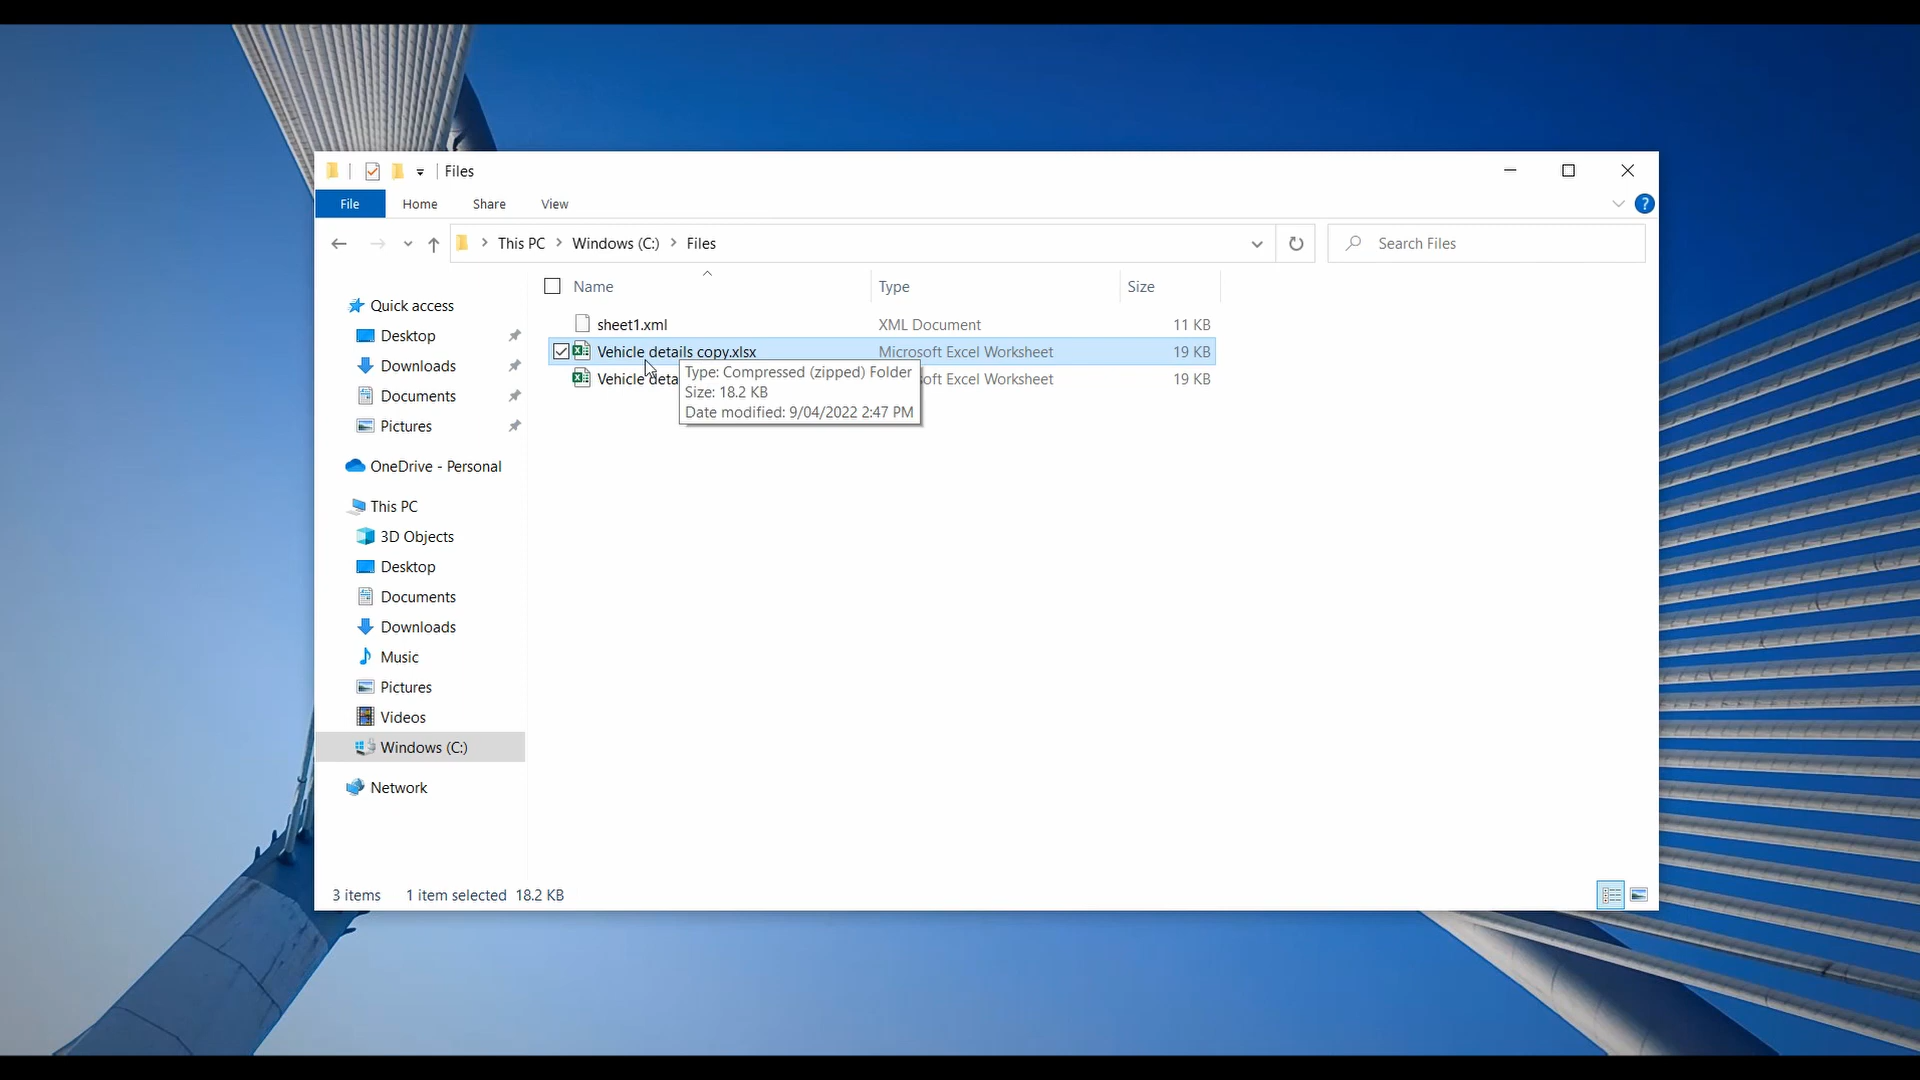 Files
File Home Share View
?
This PC Windows (C:) Files
Search Files
Name Type Size
sheet1.xml XML Document 11 KB
Vehicle details copy.xlsx Microsoft Excel Worksheet 19 KB
Vehicle deta oft Excel Worksheet 19 KB
Type: Compressed (zipped) Folder
Size: 18.2 KB
Date modified: 9/04/2022 2:47 PM
Quick access
Desktop
Downloads
Documents
Pictures
OneDrive - Personal
This PC
3D Objects
Desktop
Documents
Downloads
Music
Pictures
Videos
Windows (C:)
Network
3 items 1 item selected 18.2 KB